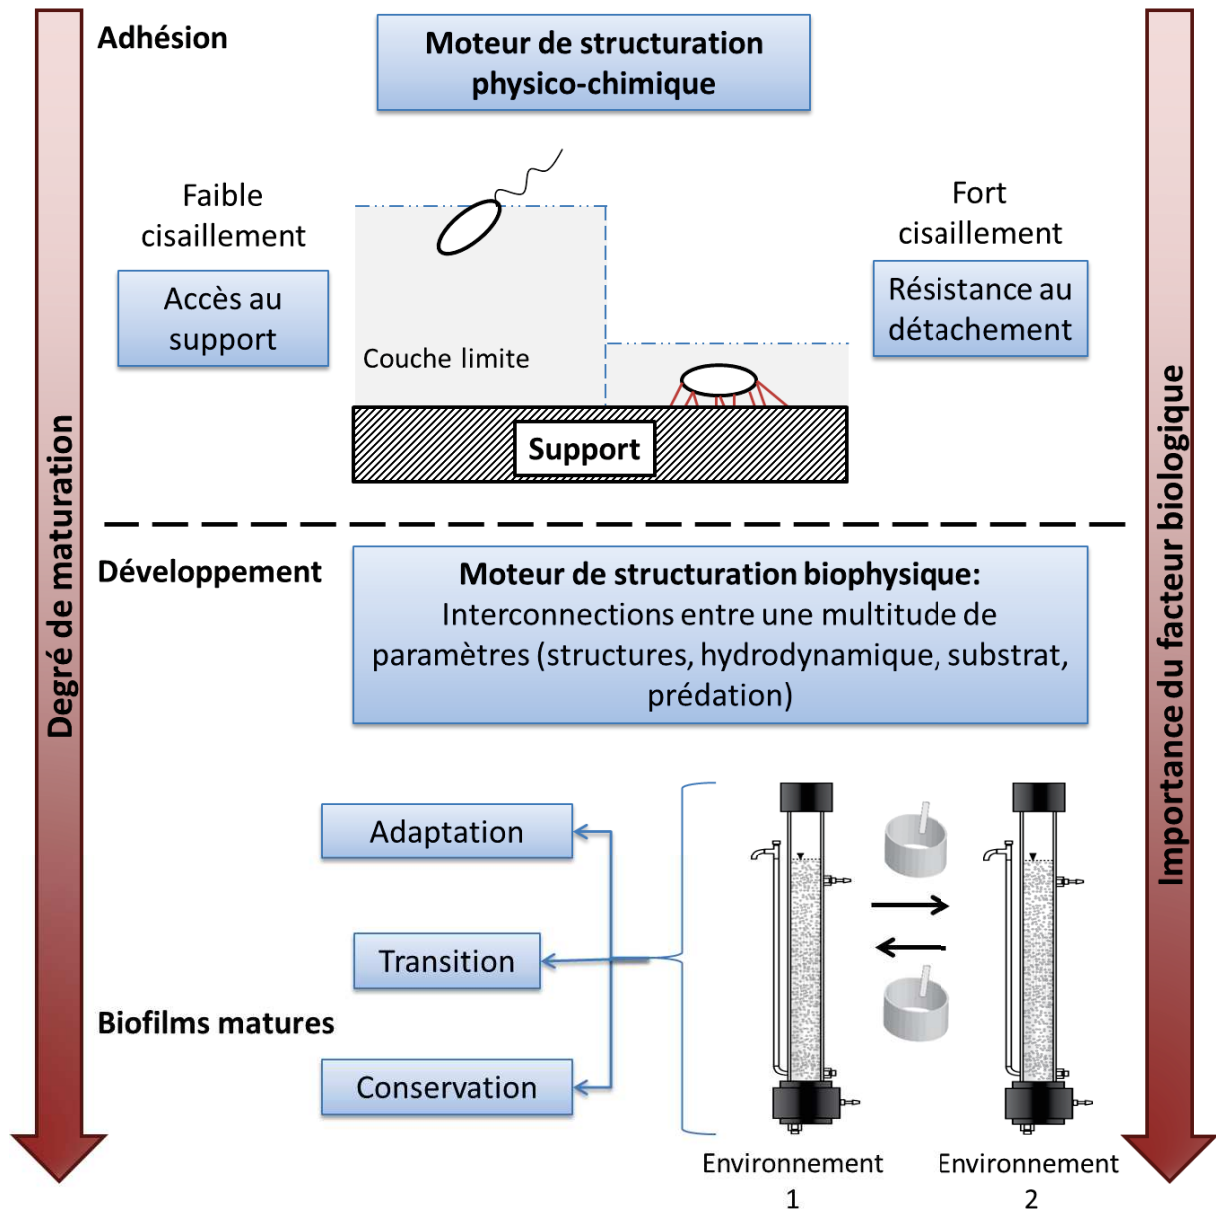 Adhésion
Moteur de structuration
physico-chimique
Faible
cisaillement
Accès au
support
Couche limite
Fort
cisaillement
Résistance au
détachement
Support
Degré de maturation
Importance du facteur biologique
Développement
Moteur de structuration biophysique:
Interconnections entre une multitude de
paramètres (structures, hydrodynamique, substrat,
prédation)
Adaptation
Transition
Biofilms matures
Conservation
Environnement
1
Environnement
2